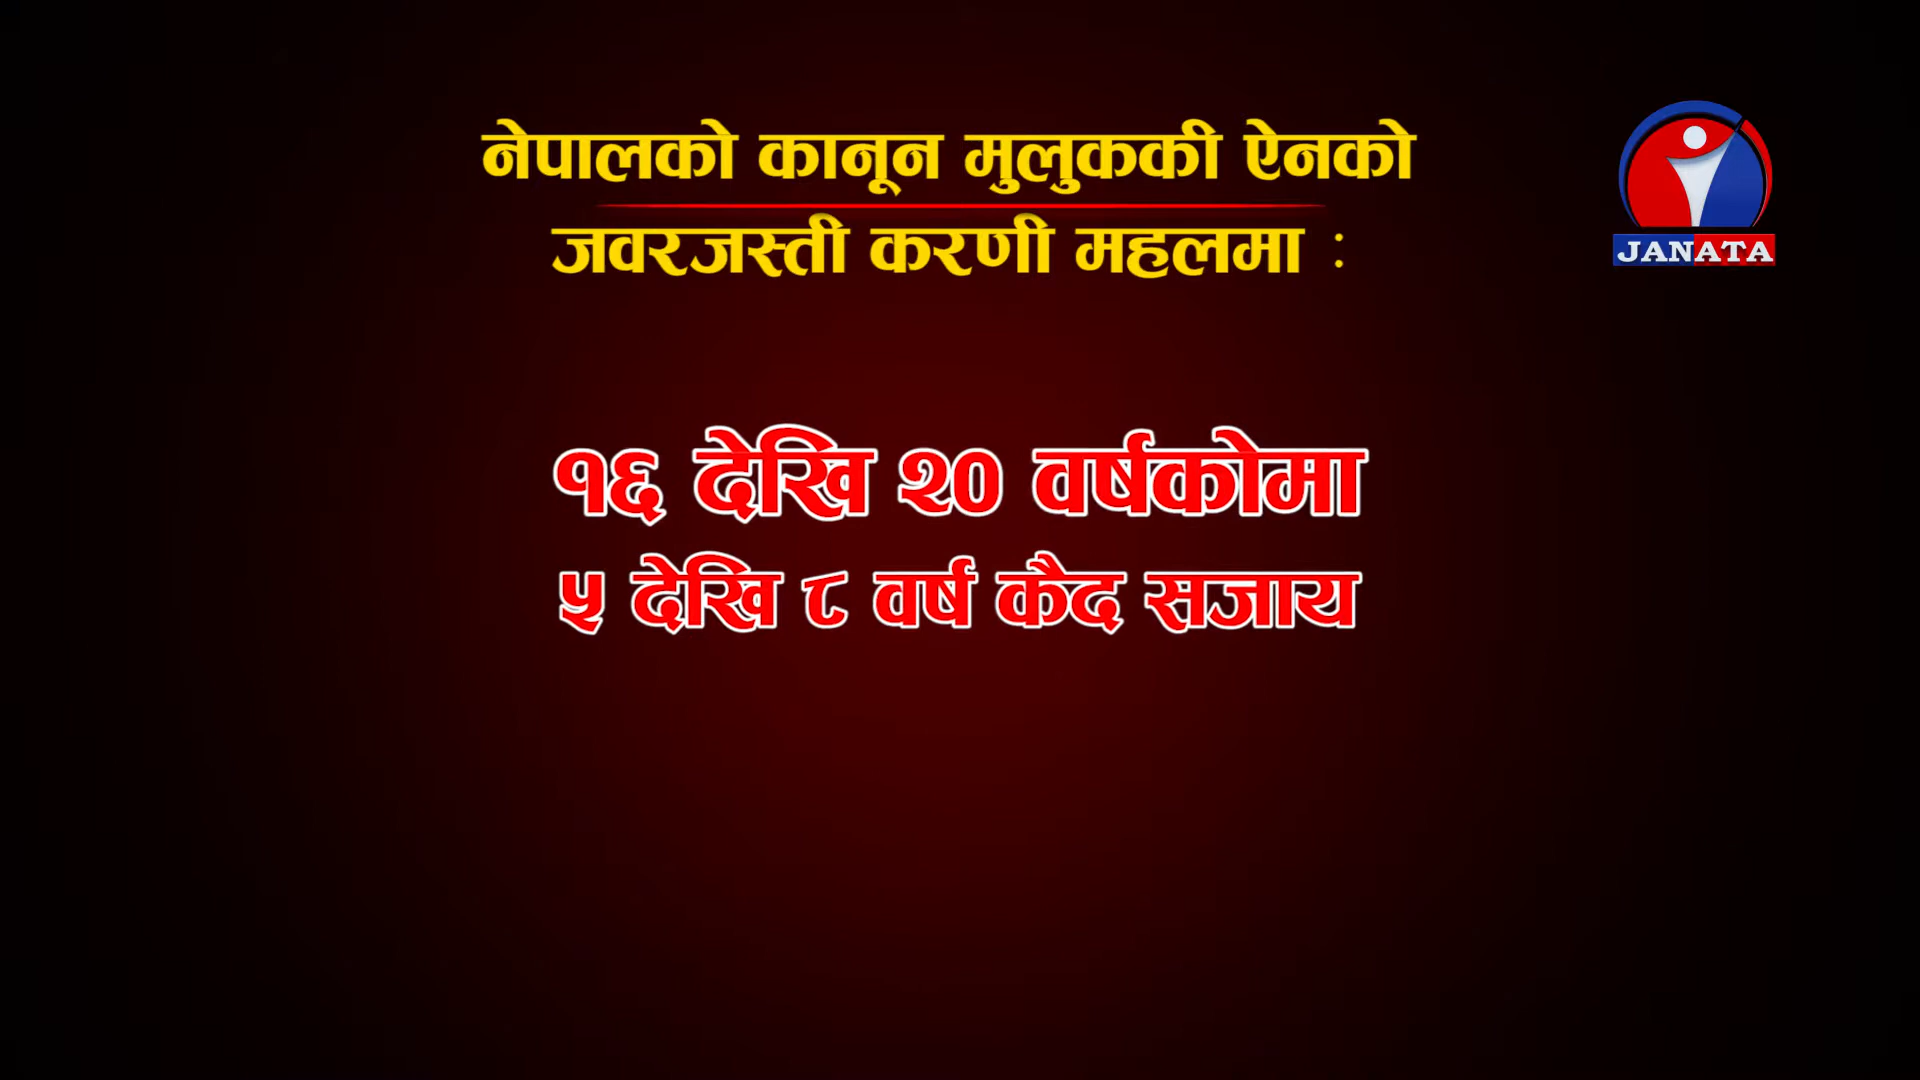 नेपालको कानून मुलुककी ऐनको
जवरजस्ती करणी महलमा :
JANATA
१६ देखि २० वर्षकोमा
५ देखि ८ वर्ष कैद सजाय